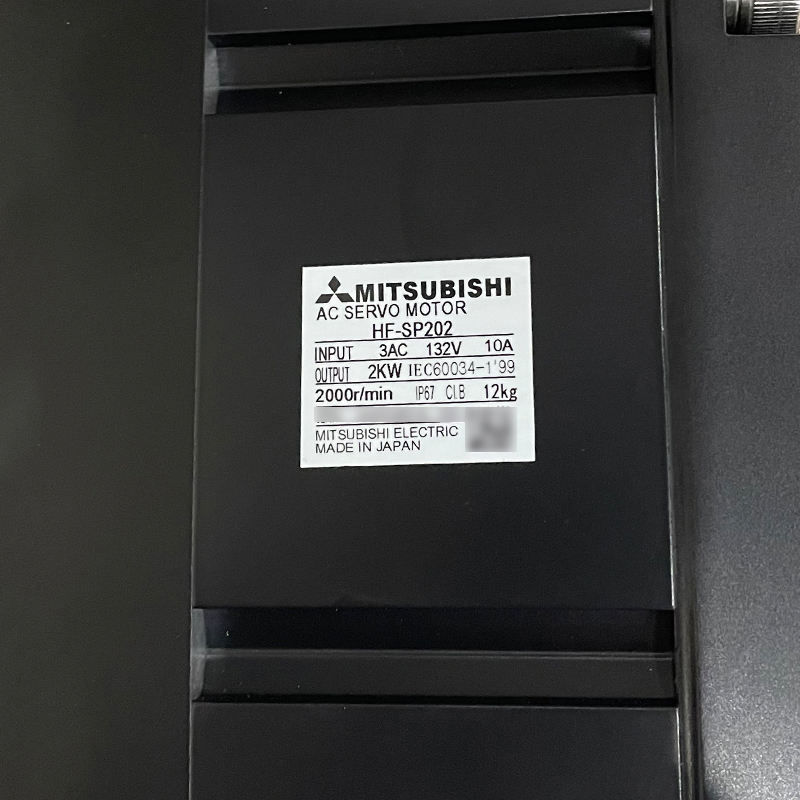 MITSUBISHI
AC SERVO MOTOR
HF-SP202
INPUT 3AC 132V 10A
OUTPUT 2KW IEC60034-1'99
2000r/min IP67 CI.B 12kg
MITSUBISHI ELECTRIC
MADE IN JAPAN